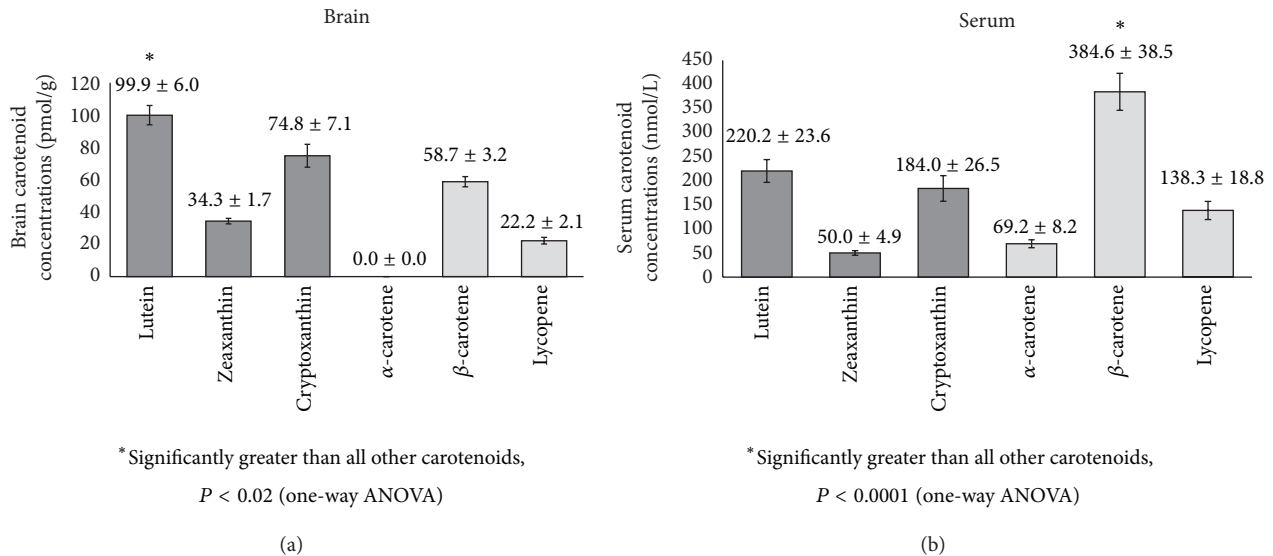 Brain
Brain carotenoid
concentrations (pmol/g)
120
100
80
60
40
20
0
*
99.9 ± 6.0
34.3 ± 1.7
74.8 ± 7.1
0.0 ± 0.0
58.7 ± 3.2
22.2 ± 2.1
Lutein
Zeaxanthin
Cryptoxanthin
α-carotene
β-carotene
Lycopene
*Significantly greater than all other carotenoids,
P < 0.02 (one-way ANOVA)
(a)
Serum
Serum carotenoid
concentrations (nmol/L)
450
400
350
300
250
200
150
100
50
0
220.2 ± 23.6
50.0 ± 4.9
184.0 ± 26.5
69.2 ± 8.2
*
384.6 ± 38.5
138.3 ± 18.8
Lutein
Zeaxanthin
Cryptoxanthin
α-carotene
β-carotene
Lycopene
*Significantly greater than all other carotenoids,
P < 0.0001 (one-way ANOVA)
(b)